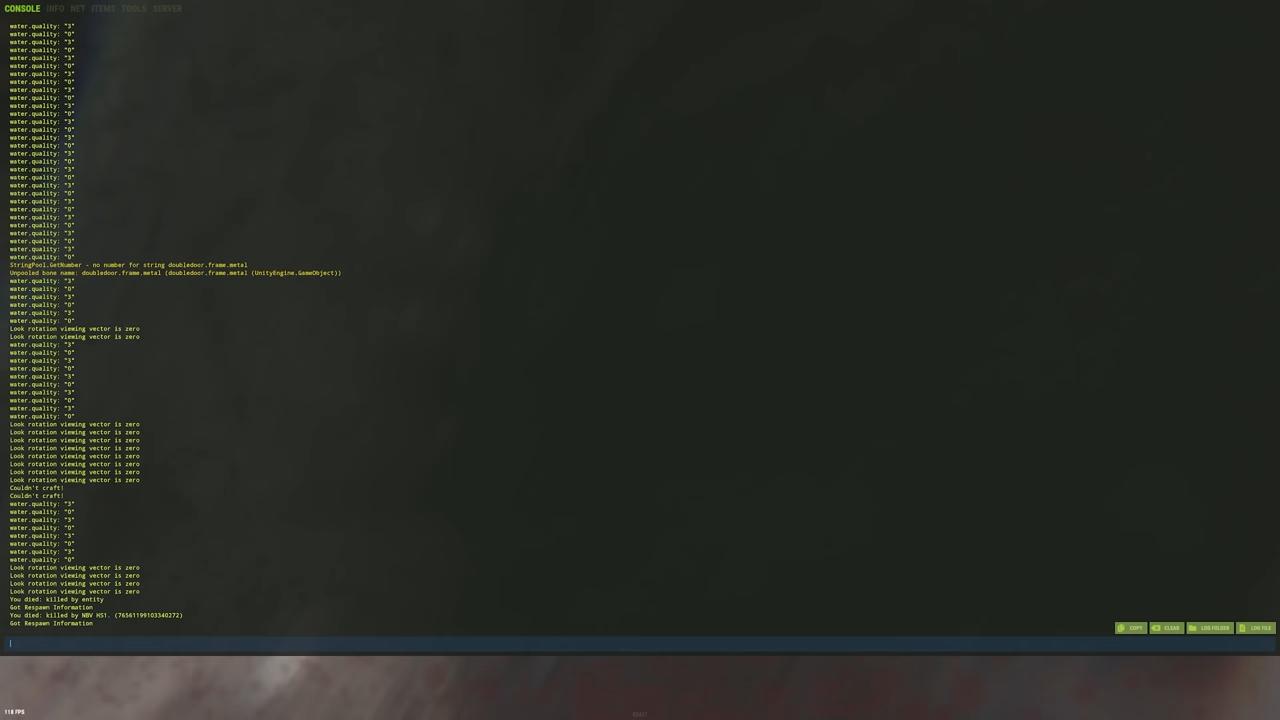 CONSOLE INFO NET ITEMS TOOLS SERVER
water.quality: "3"
water.quality: "0"
water.quality: "3"
water.quality: "0"
water.quality: "3"
water.quality: "0"
water.quality: "3"
water.quality: "0"
water.quality: "3"
water.quality: "0"
water.quality: "3"
water.quality: "0"
water.quality: "3"
water.quality: "0"
water.quality: "3"
water.quality: "0"
water.quality: "3"
water.quality: "0"
water.quality: "3"
water.quality: "0"
water.quality: "3"
water.quality: "0"
water.quality: "3"
water.quality: "0"
water.quality: "3"
water.quality: "0"
water.quality: "3"
water.quality: "0"
water.quality: "3"
water.quality: "0"
StringPool.GetNumber - no number for string doubledoor.frame.metal
Unpooled bone name: doubledoor.frame.metal (doubledoor.frame.metal (UnityEngine.GameObject))
water.quality: "3"
water.quality: "0"
water.quality: "3"
water.quality: "0"
water.quality: "3"
water.quality: "0"
Look rotation viewing vector is zero
Look rotation viewing vector is zero
water.quality: "3"
water.quality: "0"
water.quality: "3"
water.quality: "0"
water.quality: "3"
water.quality: "0"
water.quality: "3"
water.quality: "0"
water.quality: "3"
water.quality: "0"
Look rotation viewing vector is zero
Look rotation viewing vector is zero
Look rotation viewing vector is zero
Look rotation viewing vector is zero
Look rotation viewing vector is zero
Look rotation viewing vector is zero
Look rotation viewing vector is zero
Look rotation viewing vector is zero
Couldn't craft!
Couldn't craft!
water.quality: "3"
water.quality: "0"
water.quality: "3"
water.quality: "0"
water.quality: "3"
water.quality: "0"
water.quality: "3"
water.quality: "0"
Look rotation viewing vector is zero
Look rotation viewing vector is zero
Look rotation viewing vector is zero
Look rotation viewing vector is zero
You died: killed by entity
Got Respawn Information
You died: killed by NBV HS1. (76561199103340272)
Got Respawn Information
COPY CLEAR LOG FOLDER LOG FILE
118 FPS